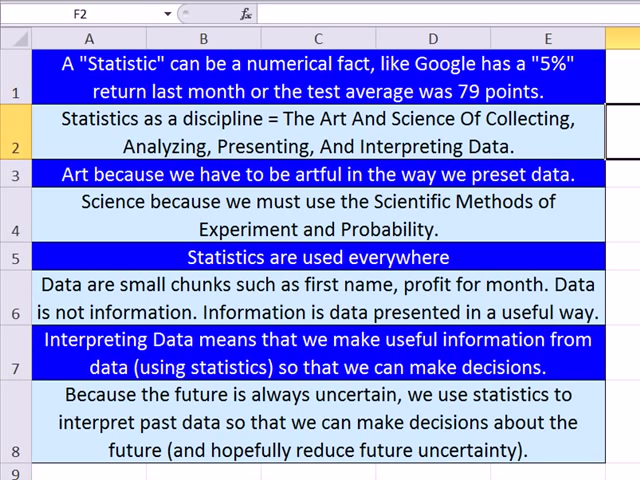 F2
fx
A B C D E
1
A "Statistic" can be a numerical fact, like Google has a "5%"
return last month or the test average was 79 points.
2
Statistics as a discipline = The Art And Science Of Collecting,
Analyzing, Presenting, And Interpreting Data.
3
Art because we have to be artful in the way we preset data.
4
Science because we must use the Scientific Methods of
Experiment and Probability.
5
Statistics are used everywhere
6
Data are small chunks such as first name, profit for month. Data
is not information. Information is data presented in a useful way.
7
Interpreting Data means that we make useful information from
data (using statistics) so that we can make decisions.
8
Because the future is always uncertain, we use statistics to
interpret past data so that we can make decisions about the
future (and hopefully reduce future uncertainty).
9